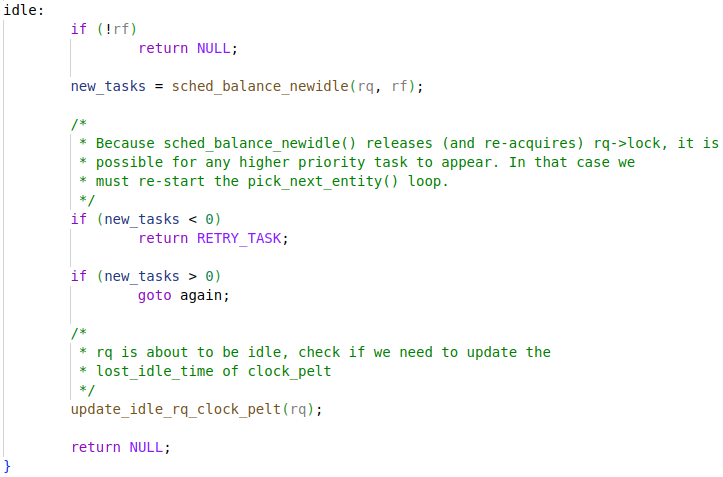 idle:
if (!rf)
return NULL;
new_tasks = sched_balance_newidle(rq, rf);
/*
* Because sched_balance_newidle() releases (and re-acquires) rq->lock, it is
* possible for any higher priority task to appear. In that case we
* must re-start the pick_next_entity() loop.
*/
if (new_tasks < 0)
return RETRY_TASK;
if (new_tasks > 0)
goto again;
/*
* rq is about to be idle, check if we need to update the
* lost_idle_time of clock_pelt
*/
update_idle_rq_clock_pelt(rq);
return NULL;
}